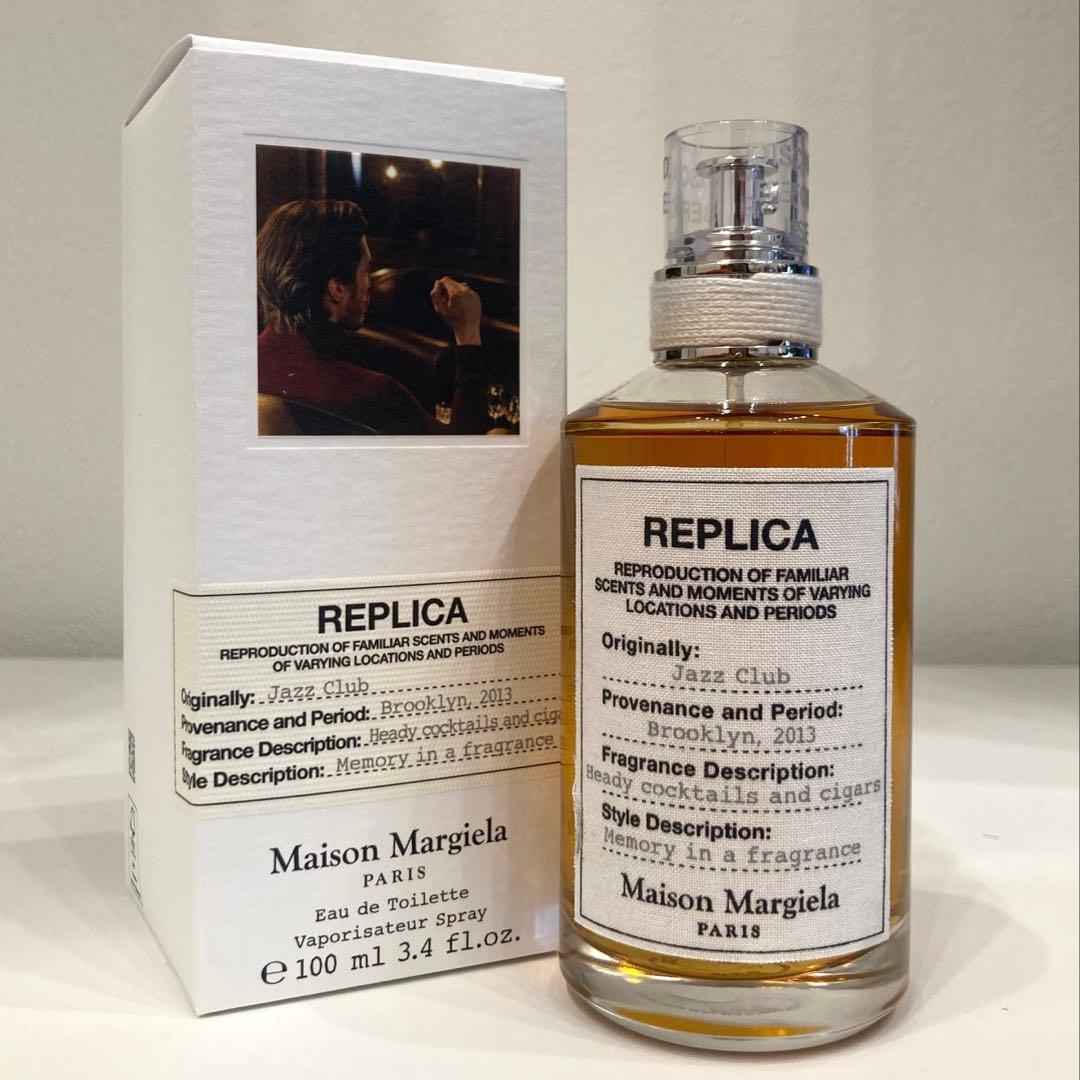 REPLICA
REPRODUCTION OF FAMILIAR SCENTS AND MOMENTS
OF VARYING LOCATIONS AND PERIODS
Originally: Jazz Club
Provenance and Period: Brooklyn, 2013
Fragrance Description: Heady cocktails and ciga
Style Description: Memory in a fragrance
Maison Margiela
PARIS
Eau de Toilette
Vaporisateur Spray
℮ 100 ml 3.4 fl.oz.
REPLICA
REPRODUCTION OF FAMILIAR
SCENTS AND MOMENTS OF VARYING
LOCATIONS AND PERIODS
Originally:
Jazz Club
Provenance and Period:
Brooklyn, 2013
Fragrance Description:
Heady cocktails and cigars
Style Description:
Memory in a fragrance
Maison Margiela
PARIS